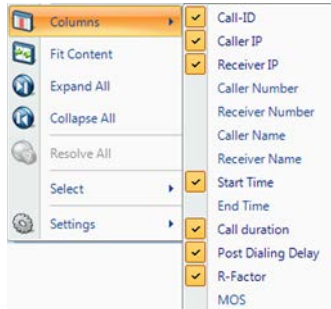 Columns
Fit Content
Expand All
Collapse All
Resolve All
Select
Settings
Call-ID
Caller IP
Receiver IP
Caller Number
Receiver Number
Caller Name
Receiver Name
Start Time
End Time
Call duration
Post Dialing Delay
R-Factor
MOS